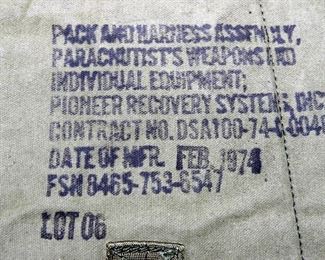 PACK AND HARNESS ASSEMBLY,
PARACHUTIST'S WEAPONS AND
INDIVIDUAL EQUIPMENT;
PIONEER RECOVERY SYSTEMS, INC
CONTRACT NO. DSA100-74-C-0048
DATE OF MFR. FEB. 1974
FSN 8465-753-6547
LOT 06